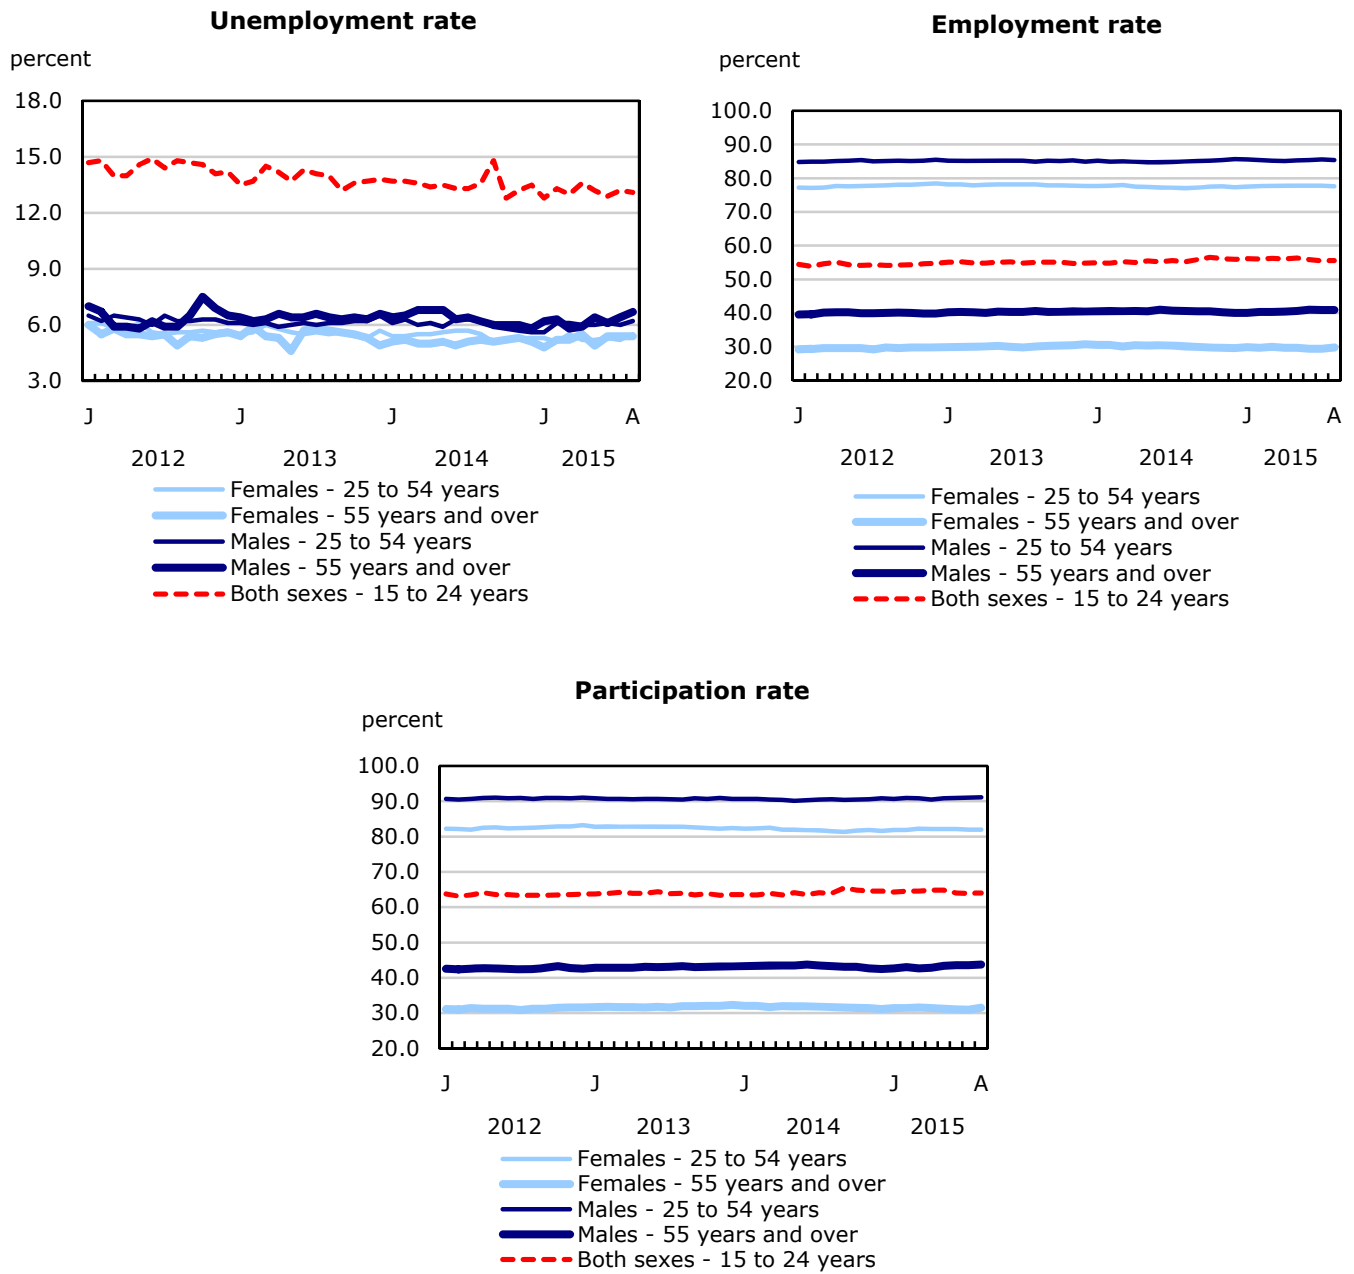 Unemployment rate
percent
18.0
15.0
12.0
9.0
6.0
3.0
J J J J A
2012 2013 2014 2015
Females - 25 to 54 years
Females - 55 years and over
Males - 25 to 54 years
Males - 55 years and over
Both sexes - 15 to 24 years
Employment rate
percent
100.0
90.0
80.0
70.0
60.0
50.0
40.0
30.0
20.0
J J J J A
2012 2013 2014 2015
Females - 25 to 54 years
Females - 55 years and over
Males - 25 to 54 years
Males - 55 years and over
Both sexes - 15 to 24 years
Participation rate
percent
100.0
90.0
80.0
70.0
60.0
50.0
40.0
30.0
20.0
J J J J A
2012 2013 2014 2015
Females - 25 to 54 years
Females - 55 years and over
Males - 25 to 54 years
Males - 55 years and over
Both sexes - 15 to 24 years